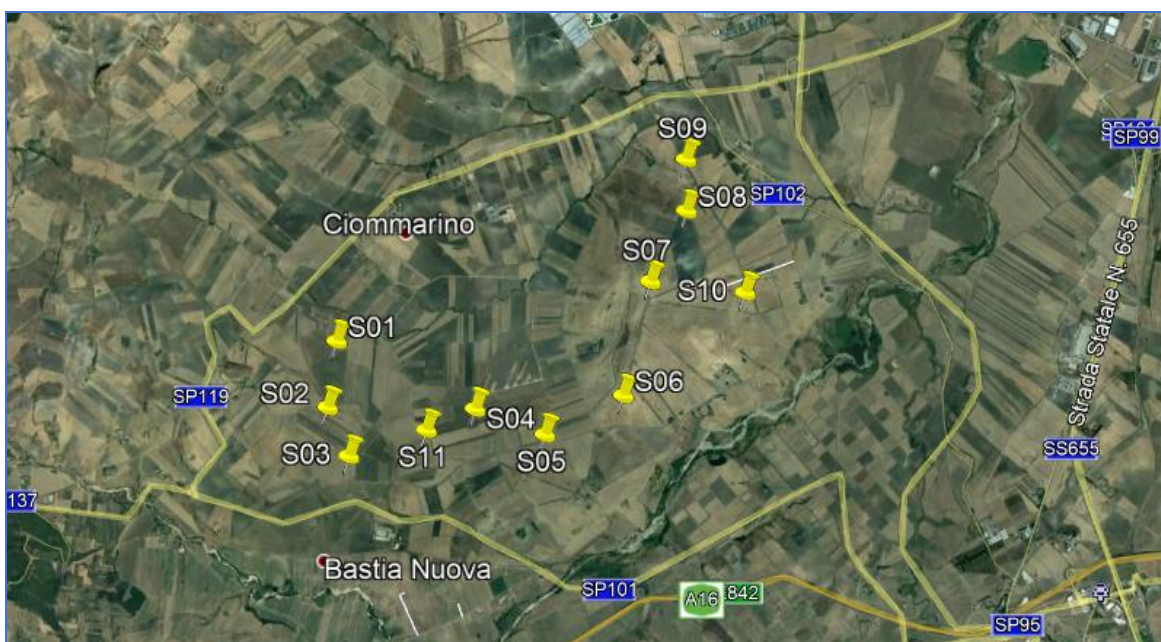 S09
SP99
SP102
S08
Ciommarino
S07
S10
S01
Strada Statale N. 655
S06
SP119
S02
S04
S11
S05
S03
SS655
137
Bastia Nuova
SP101
A16
.842
SP95